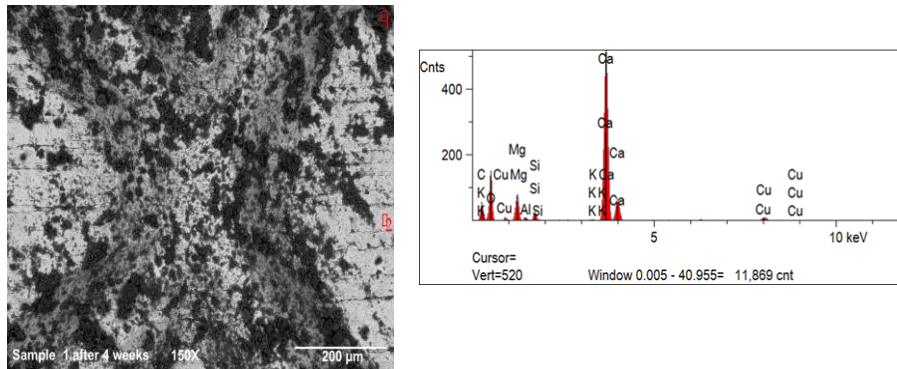 1
2
Sample 1 after 4 weeks 150X 200 µm
Cnts
400
200
Ca
Ca
Mg Ca
C Cu Mg Si K Ca Cu
K O Si K K Cu Cu
K Cu Al Si K K Ca Cu Cu
5 10 keV
Cursor=
Vert=520 Window 0.005 - 40.955= 11,869 cnt